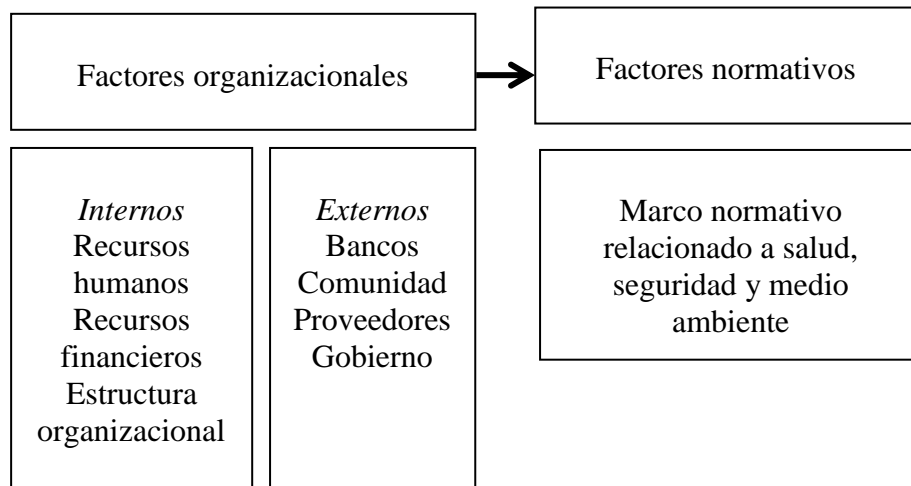 Factores organizacionales
Factores normativos
Internos
Recursos
humanos
Recursos
financieros
Estructura
organizacional
Externos
Bancos
Comunidad
Proveedores
Gobierno
Marco normativo
relacionado a salud,
seguridad y medio
ambiente